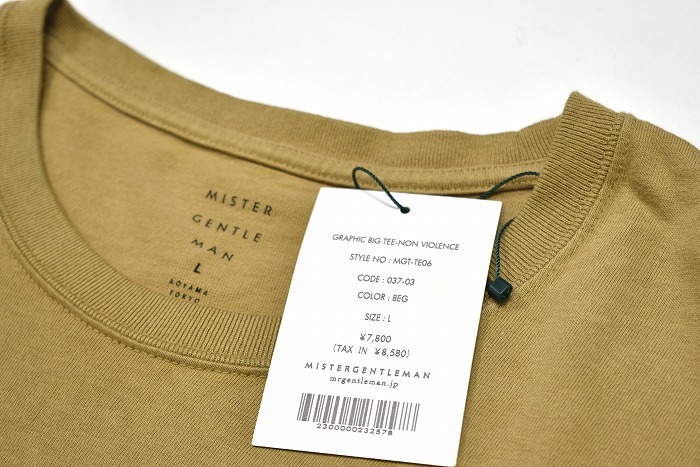 MISTER
GENTLE
MAN
L
AOYAMA
TOKYO
GRAPHIC BIG TEE-NON VIOLENCE
STYLE NO : MGT-TE06
CODE : 037-03
COLOR : BEG
SIZE : L
¥7,800
(TAX IN ¥8,580)
MISTERGENTLEMAN
mrgentleman.jp
2300000232578